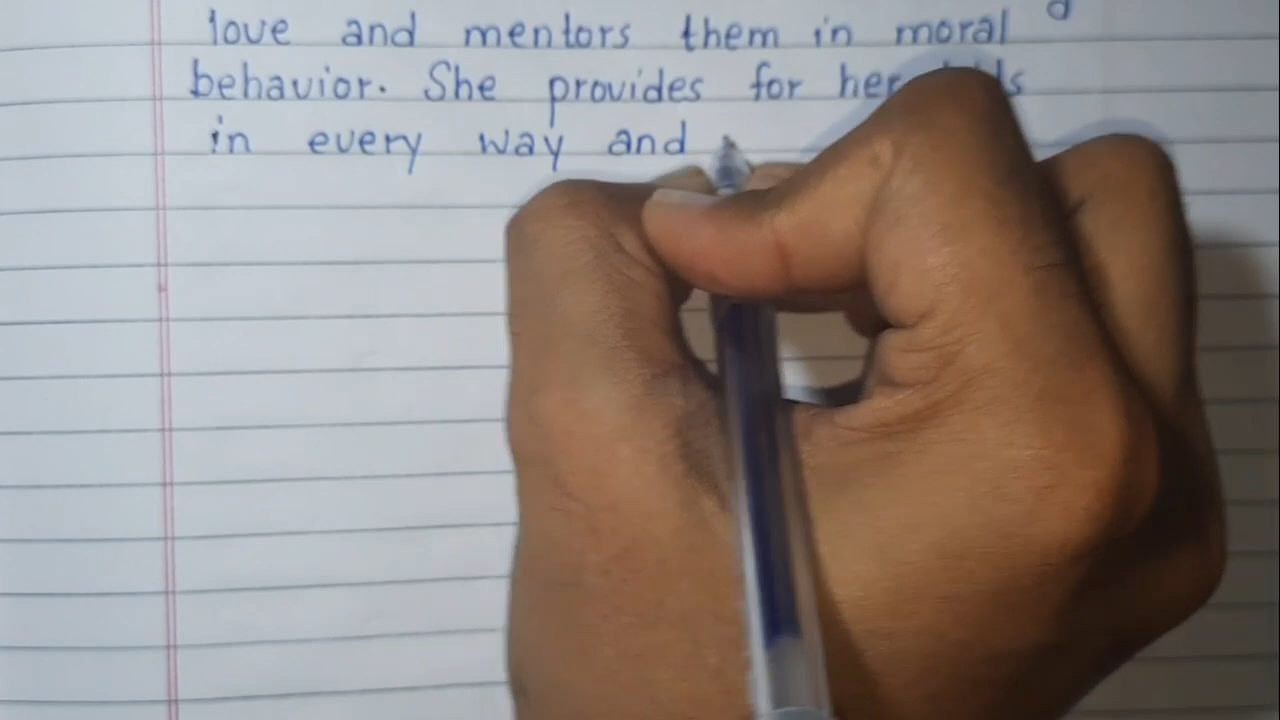 love and mentors them in moral
behavior. She provides for her
in every way and